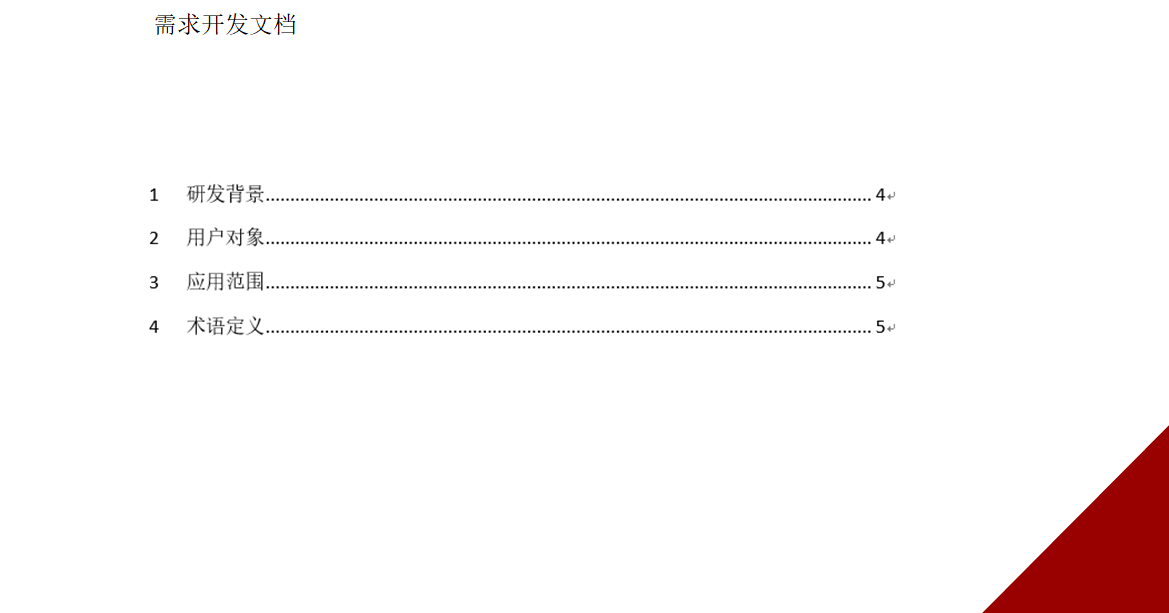 需求开发文档
1 研发背景........................................................................................................................ 4
2 用户对象........................................................................................................................ 4
3 应用范围........................................................................................................................ 5
4 术语定义........................................................................................................................ 5